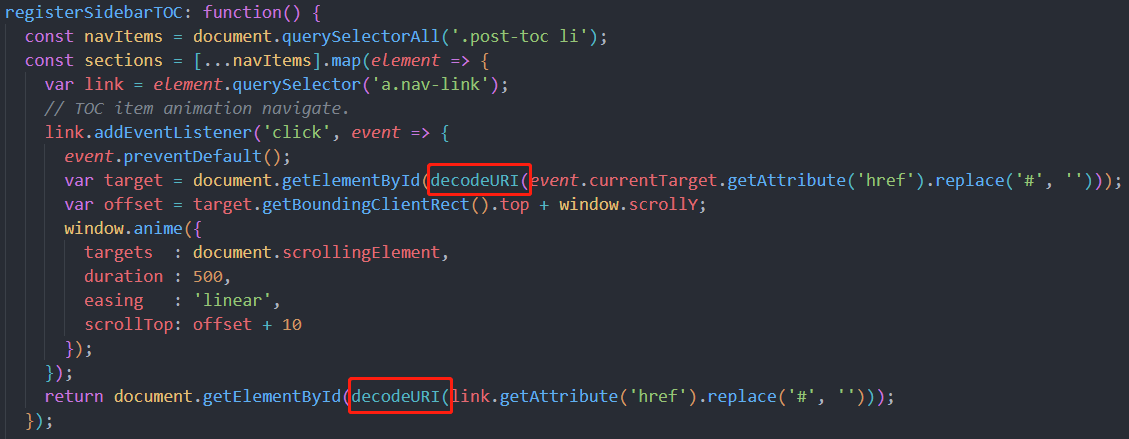 registerSidebarTOC: function() {
  const navItems = document.querySelectorAll('.post-toc li');
  const sections = [...navItems].map(element => {
    var link = element.querySelector('a.nav-link');
    // TOC item animation navigate.
    link.addEventListener('click', event => {
      event.preventDefault();
      var target = document.getElementById(decodeURI(event.currentTarget.getAttribute('href').replace('#', '')));
      var offset = target.getBoundingClientRect().top + window.scrollY;
      window.anime({
        targets  : document.scrollingElement,
        duration : 500,
        easing   : 'linear',
        scrollTop: offset + 10
      });
    });
    return document.getElementById(decodeURI(link.getAttribute('href').replace('#', '')));
  });